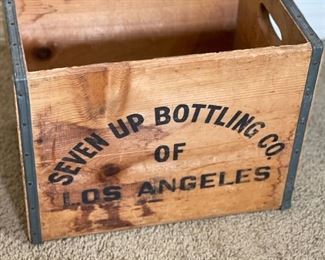 SEVEN UP BOTTLING CO.
OF
LOS ANGELES